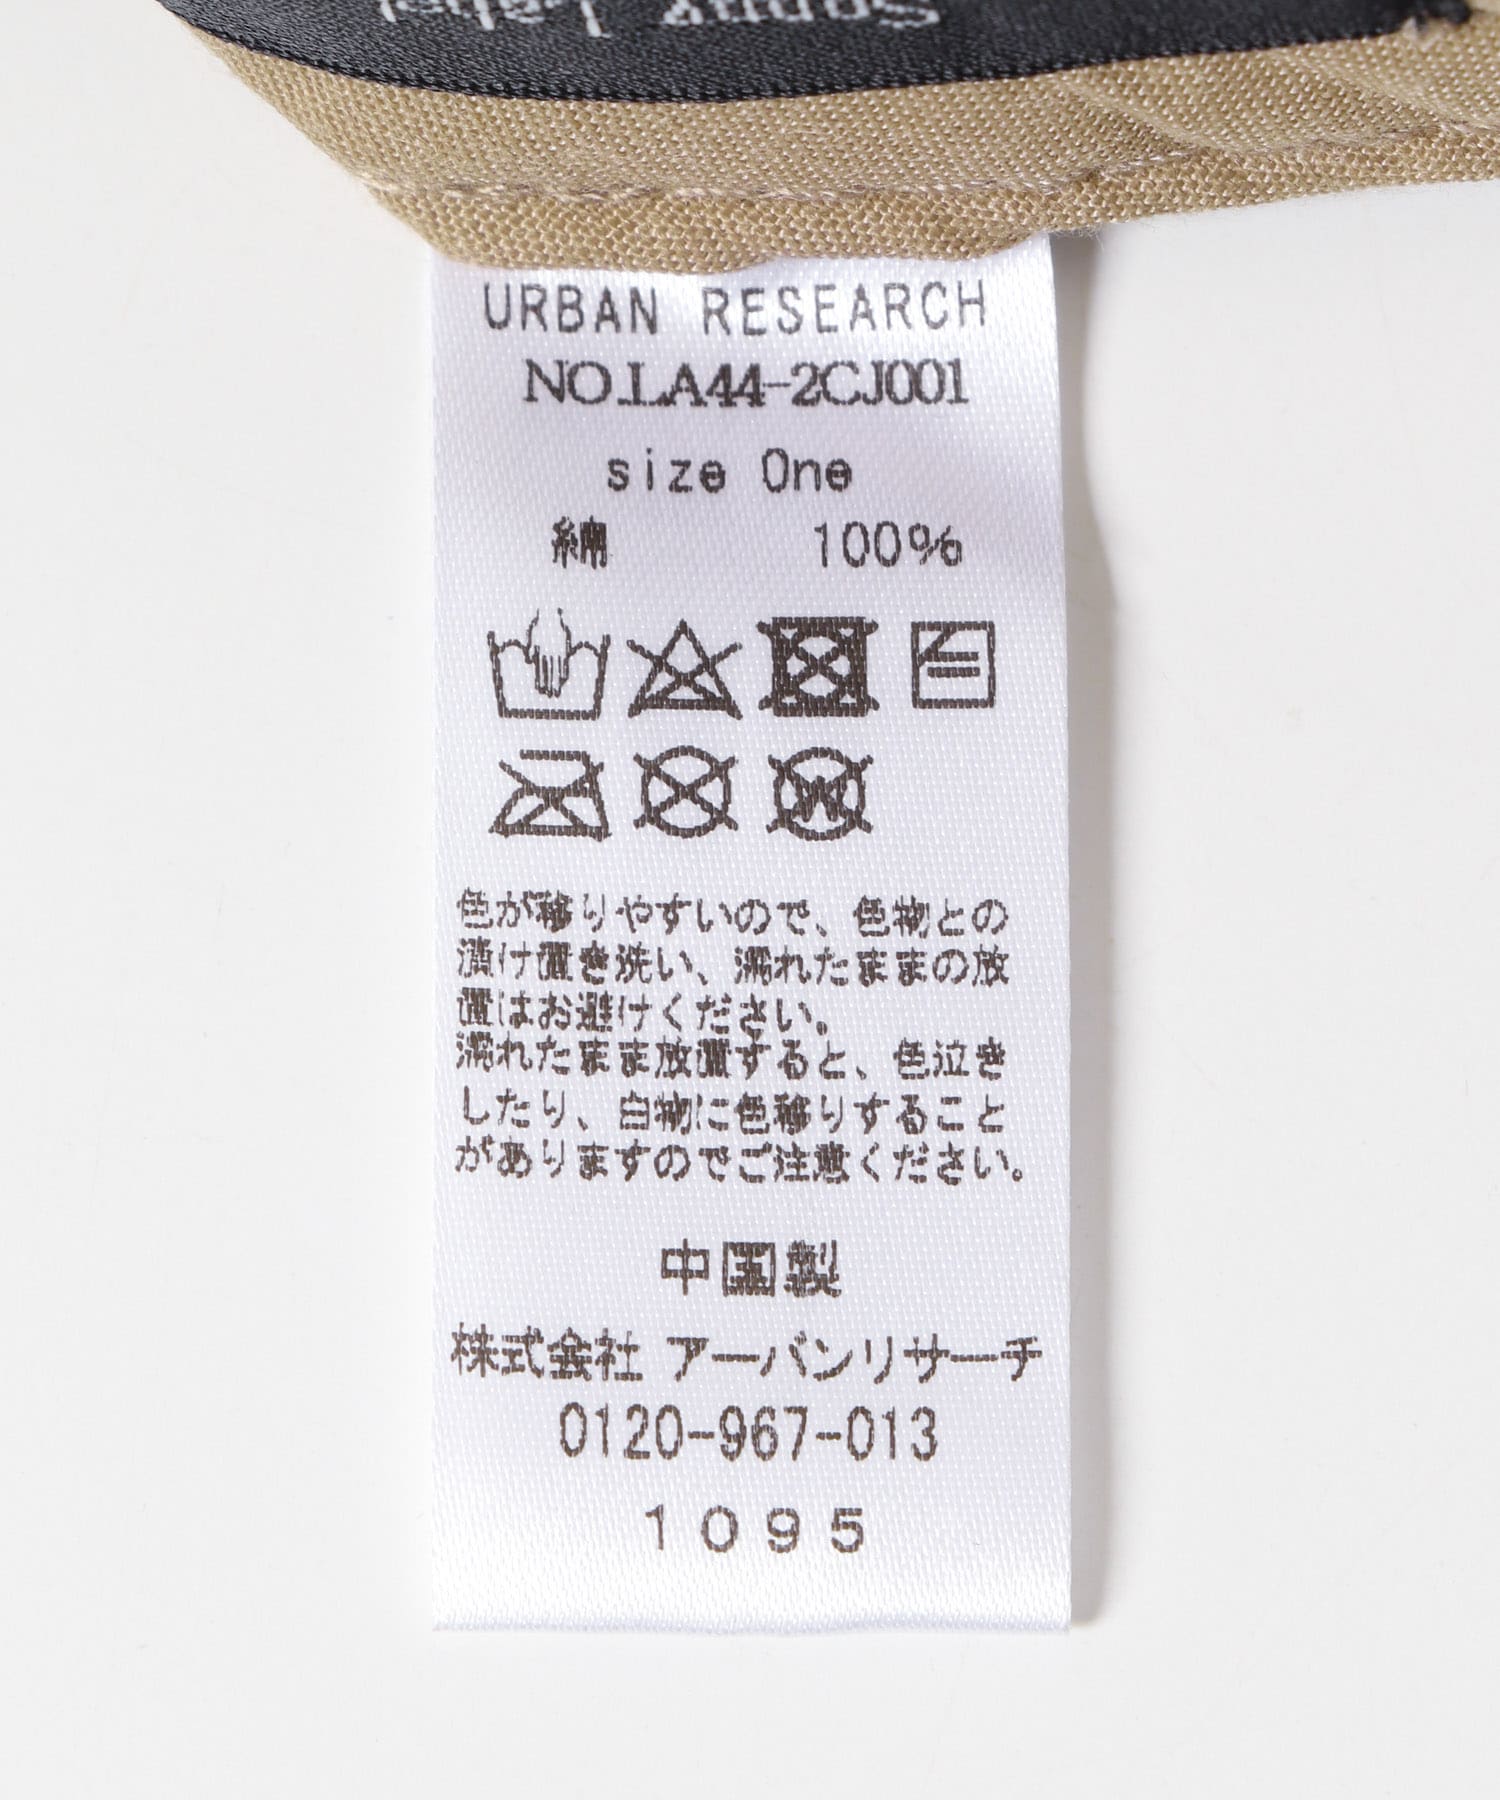 Sonny Label
URBAN RESEARCH
NO.LA44-2CJ001
size One
綿 100%
色が移りやすいので、色物との
漬け置き洗い、濡れたままの放
置はお避けください。
濡れたまま放置すると、色泣き
したり、白物に色移りすること
がありますのでご注意ください。
中国製
株式会社 アーバンリサーチ
0120-967-013
1095